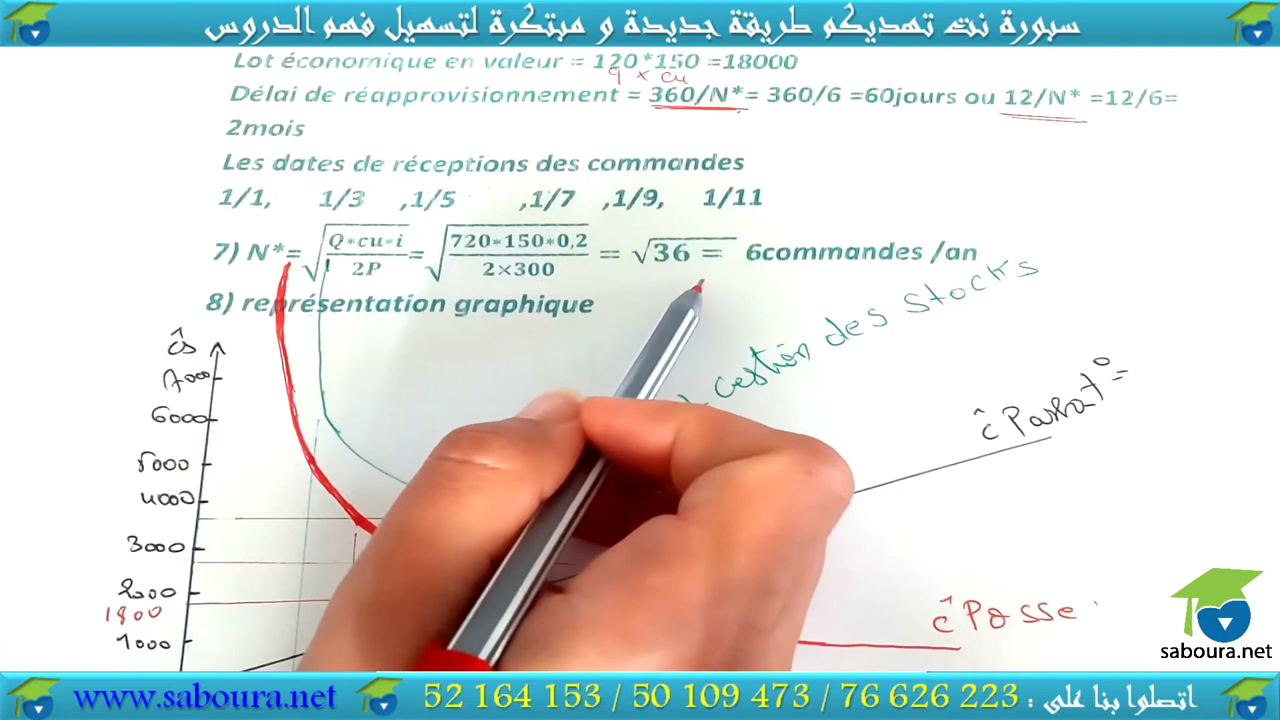 سبورة نت تهديكم طريقة جديدة و مبتكرة لتسهيل فهم الدروس
Lot économique en valeur = 120*150 =18000
q × cu
Délai de réapprovisionnement = 360/N*= 360/6 =60jours ou 12/N* =12/6=
2mois
Les dates de réceptions des commandes
1/1, 1/3 ,1/5 ,1/7 ,1/9, 1/11
7) N*= √(Q*cu*i / 2P) = √(720*150*0,2 / 2×300) = √36 = 6commandes /an
8) représentation graphique
gestion des stocks
ĉs
7000
6000
5000
4000
3000
2000
1800
1000
ĉ Posse
saboura.net
www.saboura.net 52 164 153 / 50 109 473 / 76 626 223 : اتصلوا بنا على